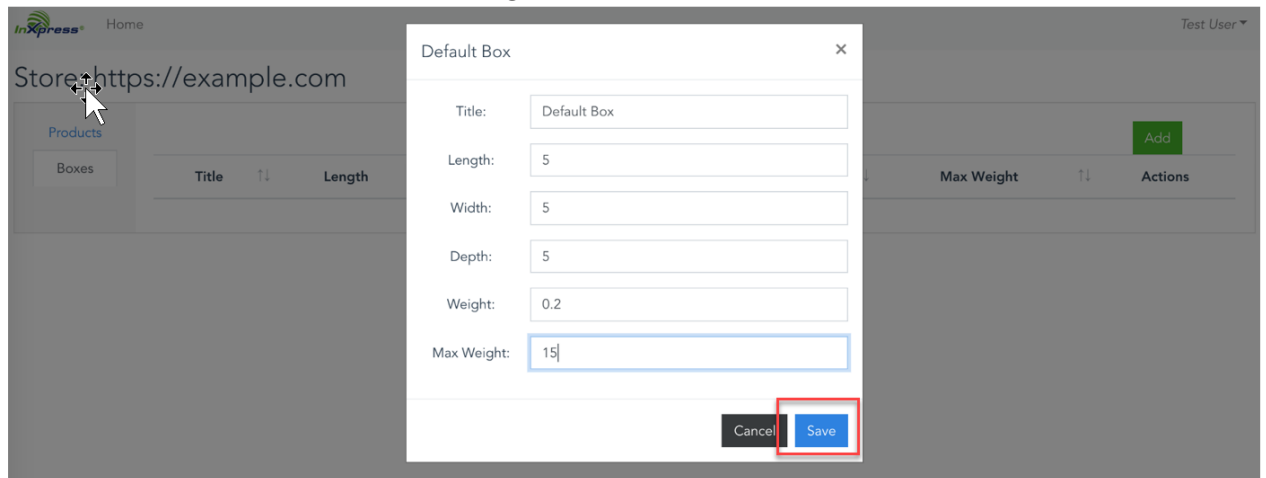 InXpress Home Test User
Store: https://example.com
Products
Boxes
Add
Title Length Max Weight Actions
Default Box ×
Title: Default Box
Length: 5
Width: 5
Depth: 5
Weight: 0.2
Max Weight: 15
Cancel Save